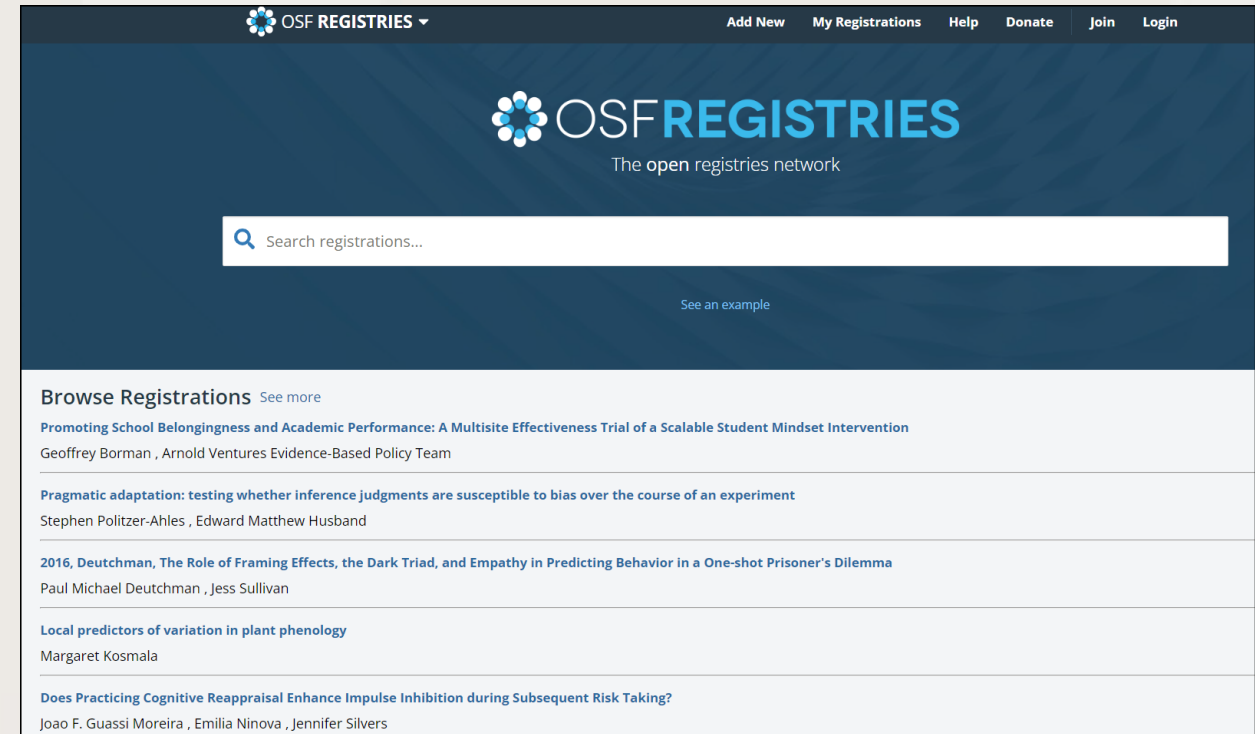 OSF REGISTRIES Add New My Registrations Help Donate Join Login
OSFREGISTRIES
The open registries network
Search registrations...
See an example
Browse Registrations See more
Promoting School Belongingness and Academic Performance: A Multisite Effectiveness Trial of a Scalable Student Mindset Intervention
Geoffrey Borman , Arnold Ventures Evidence-Based Policy Team
Pragmatic adaptation: testing whether inference judgments are susceptible to bias over the course of an experiment
Stephen Politzer-Ahles , Edward Matthew Husband
2016, Deutchman, The Role of Framing Effects, the Dark Triad, and Empathy in Predicting Behavior in a One-shot Prisoner's Dilemma
Paul Michael Deutchman , Jess Sullivan
Local predictors of variation in plant phenology
Margaret Kosmala
Does Practicing Cognitive Reappraisal Enhance Impulse Inhibition during Subsequent Risk Taking?
Joao F. Guassi Moreira , Emilia Ninova , Jennifer Silvers